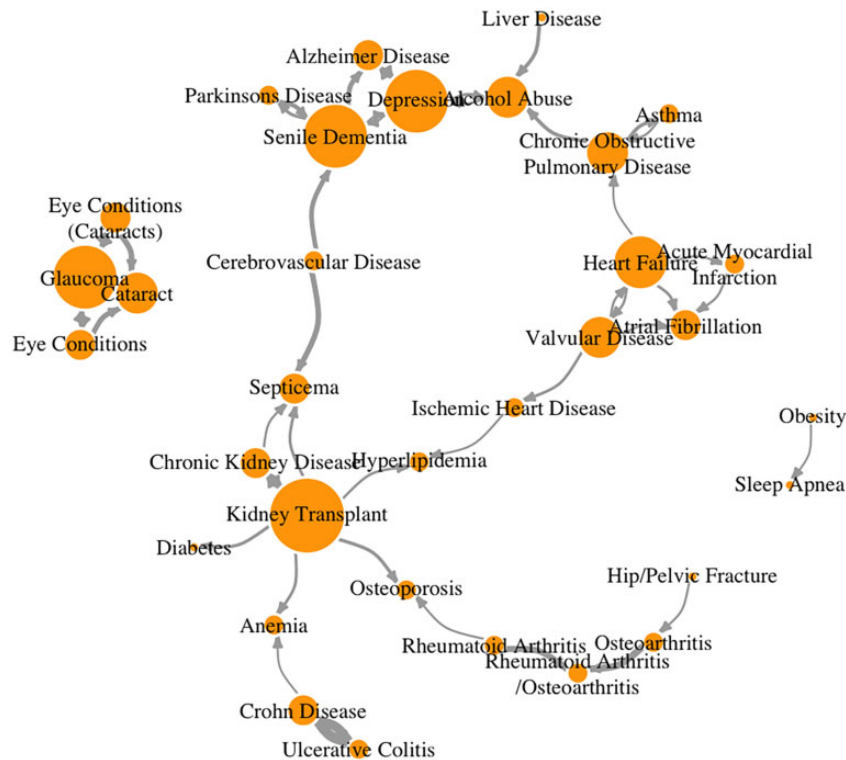 Liver Disease
Alzheimer Disease
Parkinsons Disease
Depression
Alcohol Abuse
Asthma
Senile Dementia
Chronic Obstructive
Pulmonary Disease
Eye Conditions
(Cataracts)
Glaucoma
Cataract
Eye Conditions
Cerebrovascular Disease
Heart Failure
Acute Myocardial
Infarction
Atrial Fibrillation
Valvular Disease
Septicema
Ischemic Heart Disease
Obesity
Chronic Kidney Disease
Hyperlipidemia
Sleep Apnea
Kidney Transplant
Diabetes
Osteoporosis
Hip/Pelvic Fracture
Anemia
Rheumatoid Arthritis
Osteoarthritis
Rheumatoid Arthritis
/Osteoarthritis
Crohn Disease
Ulcerative Colitis